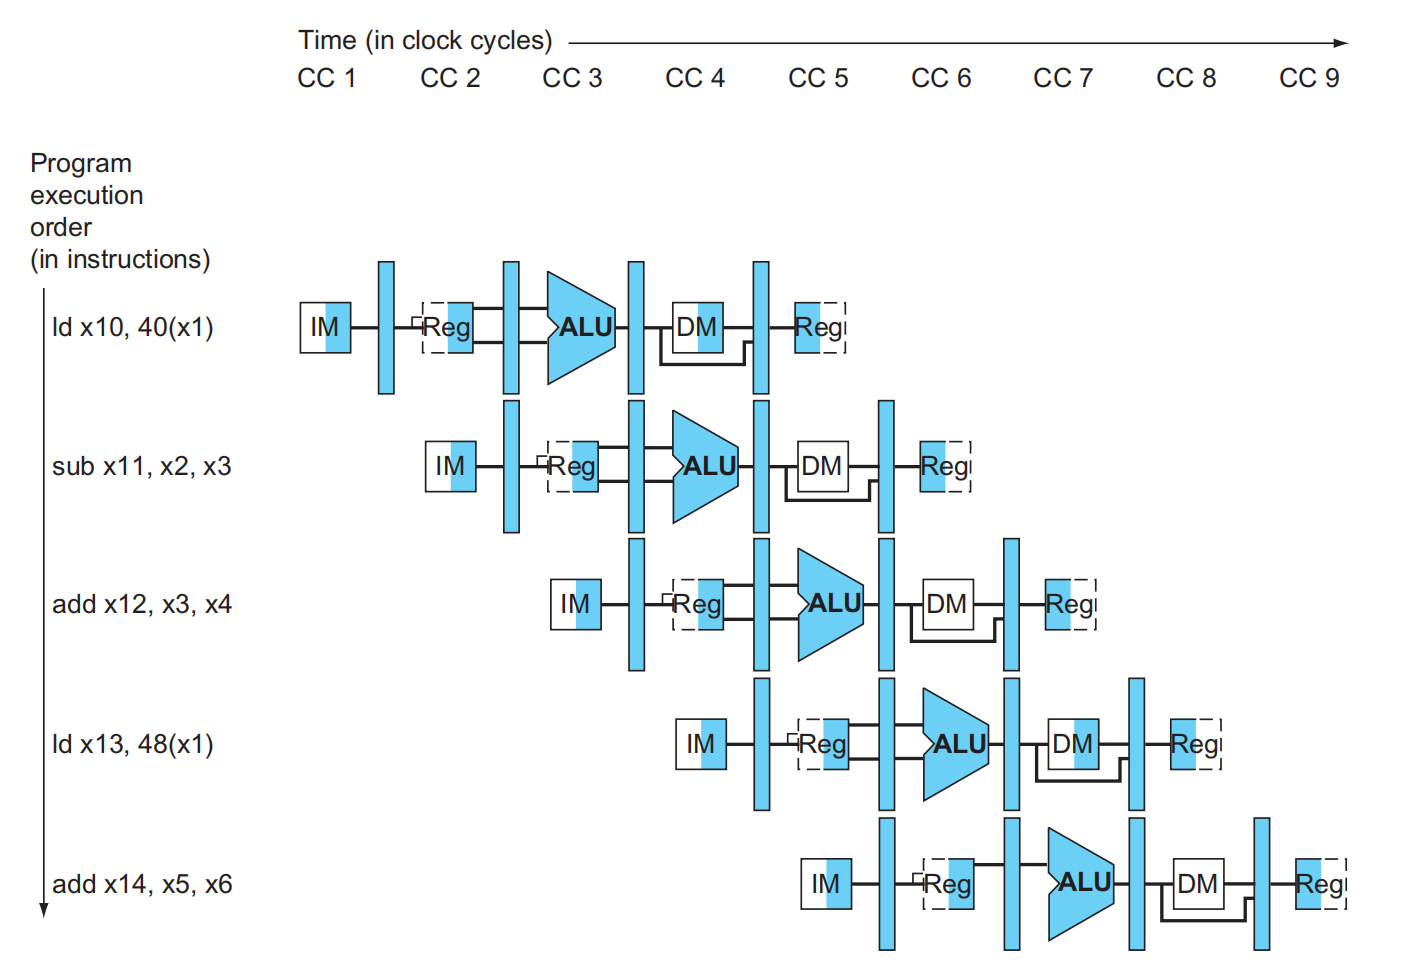 Time (in clock cycles)
CC 1 CC 2 CC 3 CC 4 CC 5 CC 6 CC 7 CC 8 CC 9
Program
execution
order
(in instructions)
ld x10, 40(x1) IM Reg ALU DM Reg
sub x11, x2, x3 IM Reg ALU DM Reg
add x12, x3, x4 IM Reg ALU DM Reg
ld x13, 48(x1) IM Reg ALU DM Reg
add x14, x5, x6 IM Reg ALU DM Reg